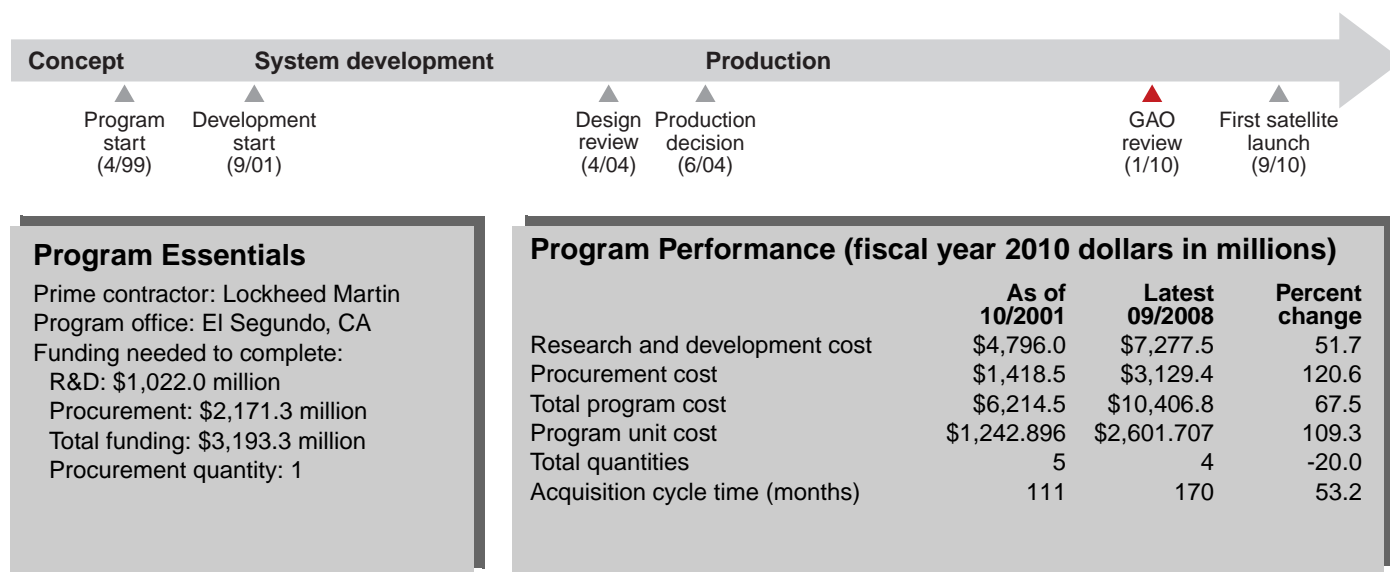 Concept System development Production
Program start (4/99)
Development start (9/01)
Design review (4/04)
Production decision (6/04)
GAO review (1/10)
First satellite launch (9/10)
Program Essentials
Prime contractor: Lockheed Martin
Program office: El Segundo, CA
Funding needed to complete:
R&D: $1,022.0 million
Procurement: $2,171.3 million
Total funding: $3,193.3 million
Procurement quantity: 1
Program Performance (fiscal year 2010 dollars in millions)
As of 10/2001 Latest 09/2008 Percent change
Research and development cost $4,796.0 $7,277.5 51.7
Procurement cost $1,418.5 $3,129.4 120.6
Total program cost $6,214.5 $10,406.8 67.5
Program unit cost $1,242.896 $2,601.707 109.3
Total quantities 5 4 -20.0
Acquisition cycle time (months) 111 170 53.2